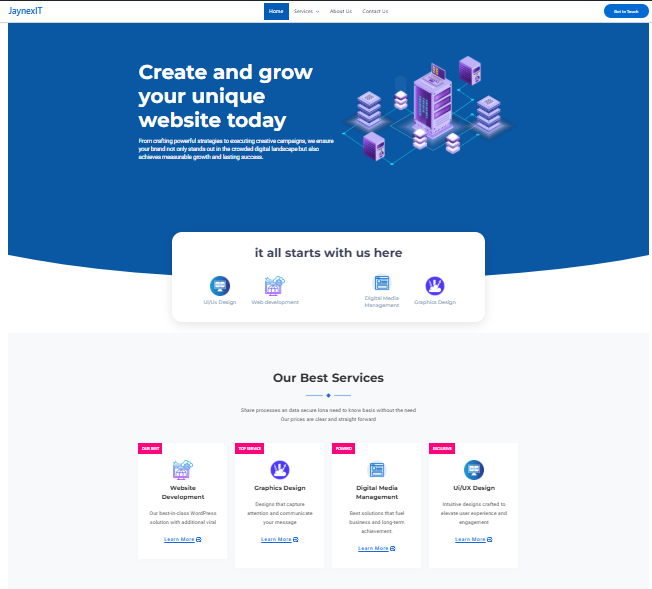 JaynexIT
Home Services About Us Contact Us
Get In Touch
Create and grow
your unique
website today
From crafting powerful strategies to executing creative campaigns, we ensure
your brand not only stands out in the crowded digital landscape but also
achieves measurable growth and lasting success.
it all starts with us here
Ui/Ux Design
Web development
Digital Media
Management
Graphics Design
Our Best Services
Share processes an data secure lona need to know basis without the need
Our prices are clear and straight forward
OUR BEST
Website
Development
Our best-in-class WordPress
solution with additional viral
Learn More
TOP SERVICE
Graphics Design
Designs that capture
attention and communicate
your message
Learn More
POWERD
Digital Media
Management
Best solutions that fuel
business and long-term
achievement
Learn More
EXCLUSIVE
Ui/UX Design
Intuitive designs crafted to
elevate user experience and
engagement
Learn More